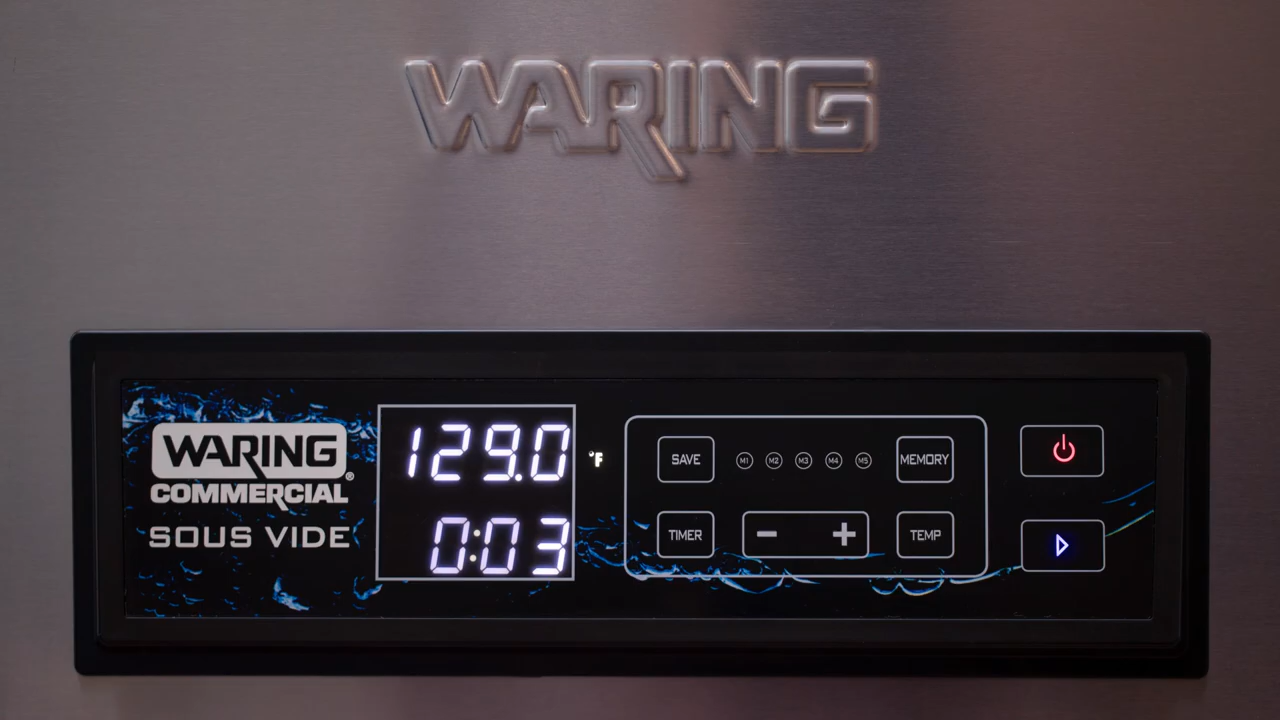 WARING
WARING
COMMERCIAL®
SOUS VIDE
129.0 °F
0:03
SAVE M1 M2 M3 M4 M5 MEMORY
TIMER − + TEMP